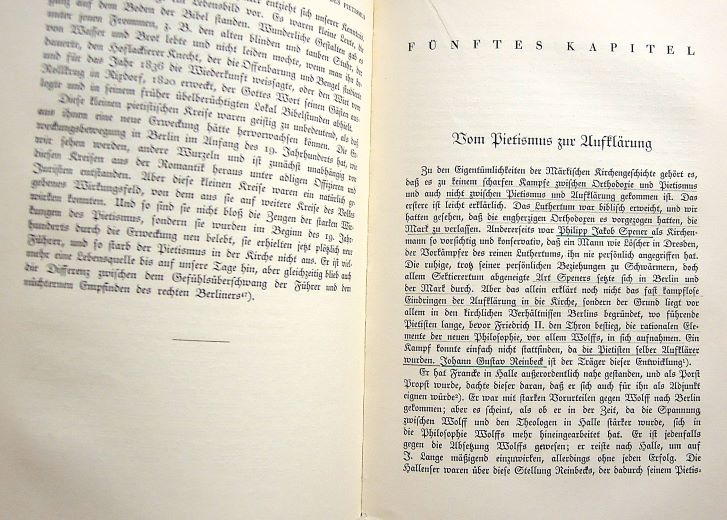 gung auf dem Boden der Bibel standen. Wunderliche Gestalten gab es
unter jenen Frommen, z. B. den alten blinden und tauben Stuhr, der
von Wasser und Brot lebte und nicht leiden mochte, wenn man ihn be-
dauerte, den Hoflackierer Knecht, der die Offenbarung und Bengel studierte
und für das Jahr 1836 die Wiederkunft weissagte, oder den Wirt vom
Rollkrug in Rixdorf, 1820 erweckt, der Gottes Wort seinen Gästen aus-
legte und in seinem früher übelberüchtigten Lokal Bibelstunden abhielt.
Diese kleinen pietistischen Kreise waren geistig zu unbedeutend, als daß
aus ihnen eine neue Erweckung hätte hervorwachsen können. Die Er-
weckungsbewegung in Berlin im Anfang des 19. Jahrhunderts hat, wie
wir sehen werden, andere Wurzeln und ist zunächst unabhängig von
diesen Kreisen aus der Romantik heraus unter adligen Offizieren und
Juristen entstanden. Aber diese kleinen Kreise waren ein natürlich ge-
gebenes Wirkungsfeld, von dem aus sie auf weitere Kreise des Volkes
wirken konnten. Und so sind sie nicht bloß die Zeugen der starken Wir-
kungen des Pietismus, sondern sie wurden im Beginn des 19. Jahr-
hunderts durch die Erweckung neu belebt, sie erhielten jetzt plötzlich neue
Führer, und so starb der Pietismus in der Kirche nicht aus. Er ist viel-
mehr eine Lebensquelle bis auf unsere Tage hin, aber gleichzeitig blieb auch
die Differenz zwischen dem Gefühlsüberschwang der Führer und dem
nüchternen Empfinden des rechten Berliners⁴⁷).
FÜNFTES KAPITEL
Vom Pietismus zur Aufklärung
Zu den Eigentümlichkeiten der Märkischen Kirchengeschichte gehört es,
daß es zu keinem scharfen Kampfe zwischen Orthodoxie und Pietismus
und auch nicht zwischen Pietismus und Aufklärung gekommen ist. Das
erstere ist leicht erklärlich. Das Luthertum war biblisch erweicht, und wir
hatten gesehen, daß die engherzigen Orthodoxen es vorgezogen hatten, die
Mark zu verlassen. Andererseits war Philipp Jakob Spener als Kirchen-
mann so vorsichtig und konservativ, daß ein Mann wie Löscher in Dresden,
der Vorkämpfer des reinen Luthertums, ihn nie persönlich angegriffen hat.
Die ruhige, trotz seiner persönlichen Beziehungen zu Schwärmern, doch
allem Sektierertum abgeneigte Art Speners setzte sich in Berlin und
der Mark durch. Aber das allein erklärt noch nicht das fast kampflose
Eindringen der Aufklärung in die Kirche, sondern der Grund liegt vor
allem in den kirchlichen Verhältnissen Berlins begründet, wo führende
Pietisten lange, bevor Friedrich II. den Thron bestieg, die rationalen Ele-
mente der neuen Philosophie, vor allem Wolffs, in sich aufnahmen. Ein
Kampf konnte einfach nicht stattfinden, da die Pietisten selber Aufklärer
wurden. Johann Gustav Reinbeck ist der Träger dieser Entwicklung¹).
Er hat Francke in Halle außerordentlich nahe gestanden, und als Porst
Propst wurde, dachte dieser daran, daß er sich auch für ihn als Adjunkt
eignen würde²). Er war mit starken Vorurteilen gegen Wolff nach Berlin
gekommen; aber es scheint, als ob er in der Zeit, da die Spannung
zwischen Wolff und den Theologen in Halle stärker wurde, sich in
die Philosophie Wolffs mehr hineingearbeitet hat. Er ist jedenfalls
gegen die Absetzung Wolffs gewesen; er reiste nach Halle, um auf
J. Lange mäßigend einzuwirken, allerdings ohne jeden Erfolg. Die
Hallenser waren über diese Stellung Reinbecks, der dadurch seinem Pietis-